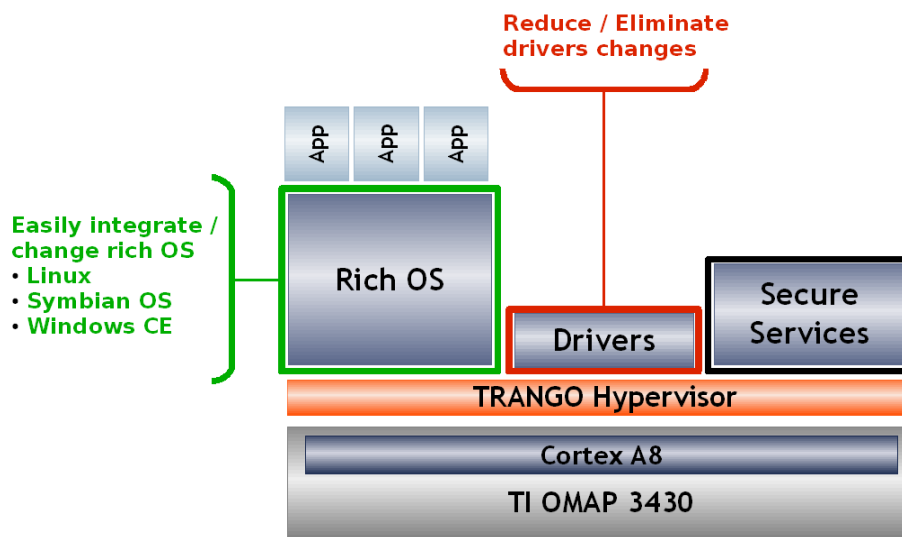 Reduce / Eliminate
drivers changes
App
App
App
Easily integrate /
change rich OS
• Linux
• Symbian OS
• Windows CE
Rich OS
Drivers
Secure
Services
TRANGO Hypervisor
Cortex A8
TI OMAP 3430